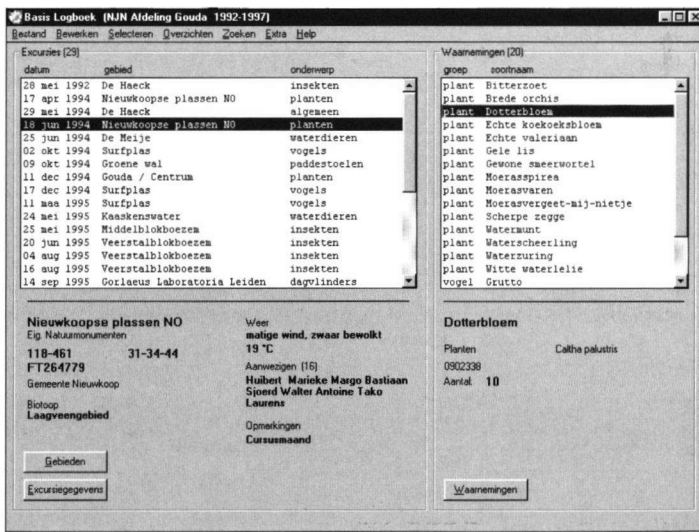 Basis Logboek (NJN Afdeling Gouda 1992-1997)
Bestand Bewerken Selecteren Overzichten Zoeken Extra Help
Excursies (29)
datum gebied onderwerp
28 mei 1992 De Haeck insekten
17 apr 1994 Nieuwkoopse plassen NO planten
29 mei 1994 De Haeck algemeen
18 jun 1994 Nieuwkoopse plassen NO planten
25 jun 1994 De Meije waterdieren
02 okt 1994 Surfplas vogels
09 okt 1994 Groene wal paddestoelen
11 dec 1994 Gouda / Centrum planten
17 dec 1994 Surfplas vogels
11 maa 1995 Surfplas vogels
24 mei 1995 Kaaskenswater waterdieren
25 mei 1995 Middelblokboezem insekten
20 jun 1995 Veerstalblokboezem insekten
04 aug 1995 Veerstalblokboezem insekten
16 aug 1995 Veerstalblokboezem insekten
14 sep 1995 Gorlaeus Laboratoria Leiden dagvlinders
Nieuwkoopse plassen NO
Eig. Natuurmonumenten
118-461 31-34-44
FT264779
Gemeente Nieuwkoop
Biotoop
Laagveengebied
Weer
matige wind, zwaar bewolkt
19 °C
Aanwezigen (16)
Huibert Marieke Margo Bastiaan
Sjoerd Walter Antoine Tako
Laurens
Opmerkingen
Cursusmaand
Gebieden
Excursiegegevens
Waarnemingen (20)
groep soortnaam
plant Bitterzoet
plant Brede orchis
plant Dotterbloem
plant Echte koekoeksbloem
plant Echte valeriaan
plant Gele lis
plant Gewone smeerwortel
plant Moerasspirea
plant Moerasvaren
plant Moerasvergeet-mij-nietje
plant Scherpe zegge
plant Watermunt
plant Waterscheerling
plant Waterzuring
plant Witte waterlelie
vogel Grutto
Dotterbloem
Planten Caltha palustris
0902338
Aantal: 10
Waarnemingen